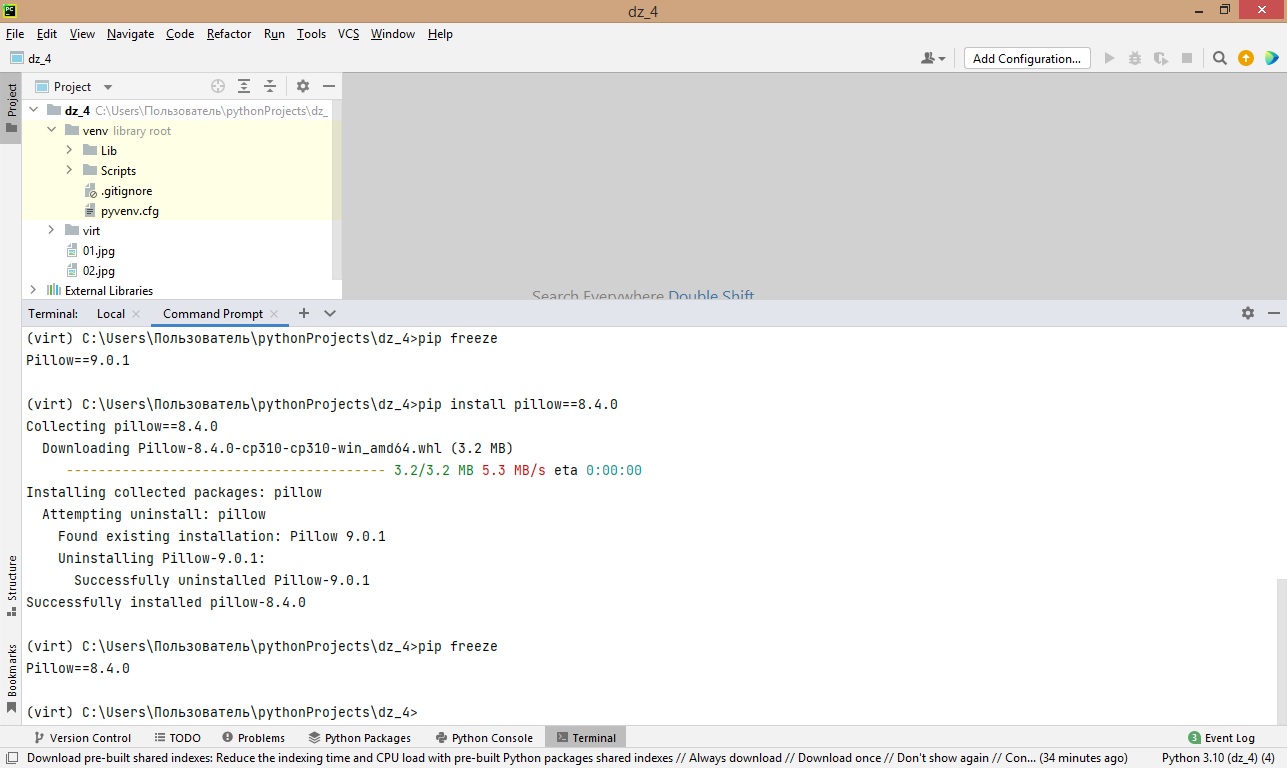 dz_4
File Edit View Navigate Code Refactor Run Tools VCS Window Help
dz_4
Add Configuration...
Project
Project
dz_4 C:\Users\Пользователь\pythonProjects\dz_
venv library root
Lib
Scripts
.gitignore
pyvenv.cfg
virt
01.jpg
02.jpg
External Libraries
Search Everywhere Double Shift
Terminal: Local Command Prompt
(virt) C:\Users\Пользователь\pythonProjects\dz_4>pip freeze
Pillow==9.0.1
(virt) C:\Users\Пользователь\pythonProjects\dz_4>pip install pillow==8.4.0
Collecting pillow==8.4.0
Downloading Pillow-8.4.0-cp310-cp310-win_amd64.whl (3.2 MB)
---------------------------------------- 3.2/3.2 MB 5.3 MB/s eta 0:00:00
Installing collected packages: pillow
Attempting uninstall: pillow
Found existing installation: Pillow 9.0.1
Uninstalling Pillow-9.0.1:
Successfully uninstalled Pillow-9.0.1
Successfully installed pillow-8.4.0
(virt) C:\Users\Пользователь\pythonProjects\dz_4>pip freeze
Pillow==8.4.0
(virt) C:\Users\Пользователь\pythonProjects\dz_4>
Structure
Bookmarks
Version Control TODO Problems Python Packages Python Console Terminal 3 Event Log
Download pre-built shared indexes: Reduce the indexing time and CPU load with pre-built Python packages shared indexes // Always download // Download once // Don't show again // Con... (34 minutes ago) Python 3.10 (dz_4) (4)